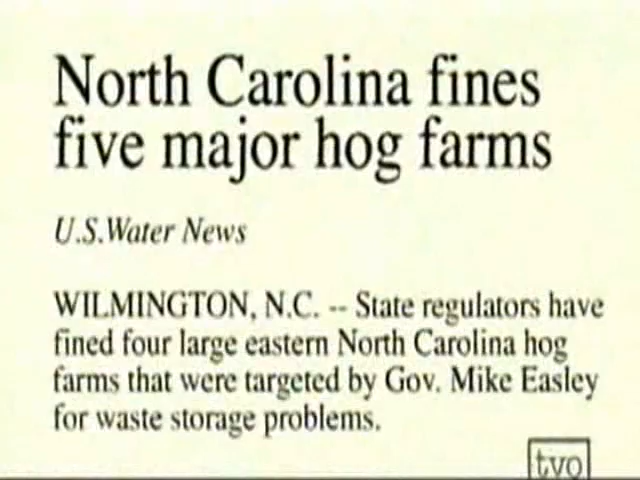 North Carolina fines
five major hog farms
U.S.Water News
WILMINGTON, N.C. -- State regulators have
fined four large eastern North Carolina hog
farms that were targeted by Gov. Mike Easley
for waste storage problems.
tvo